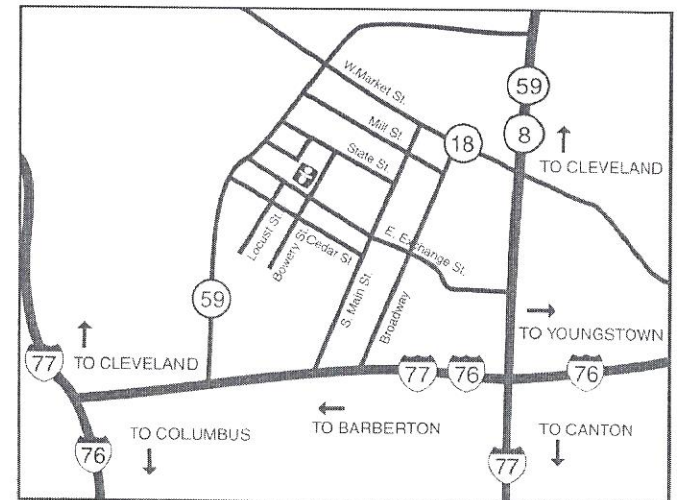 59
W. Market St.
Mill St.
18
8
TO CLEVELAND
State St.
E. Exchange St.
Locust St.
Bowery St.
Cedar St.
59
S. Main St.
Broadway
TO YOUNGSTOWN
77
TO CLEVELAND
77
76
76
TO COLUMBUS
TO BARBERTON
TO CANTON
76
77